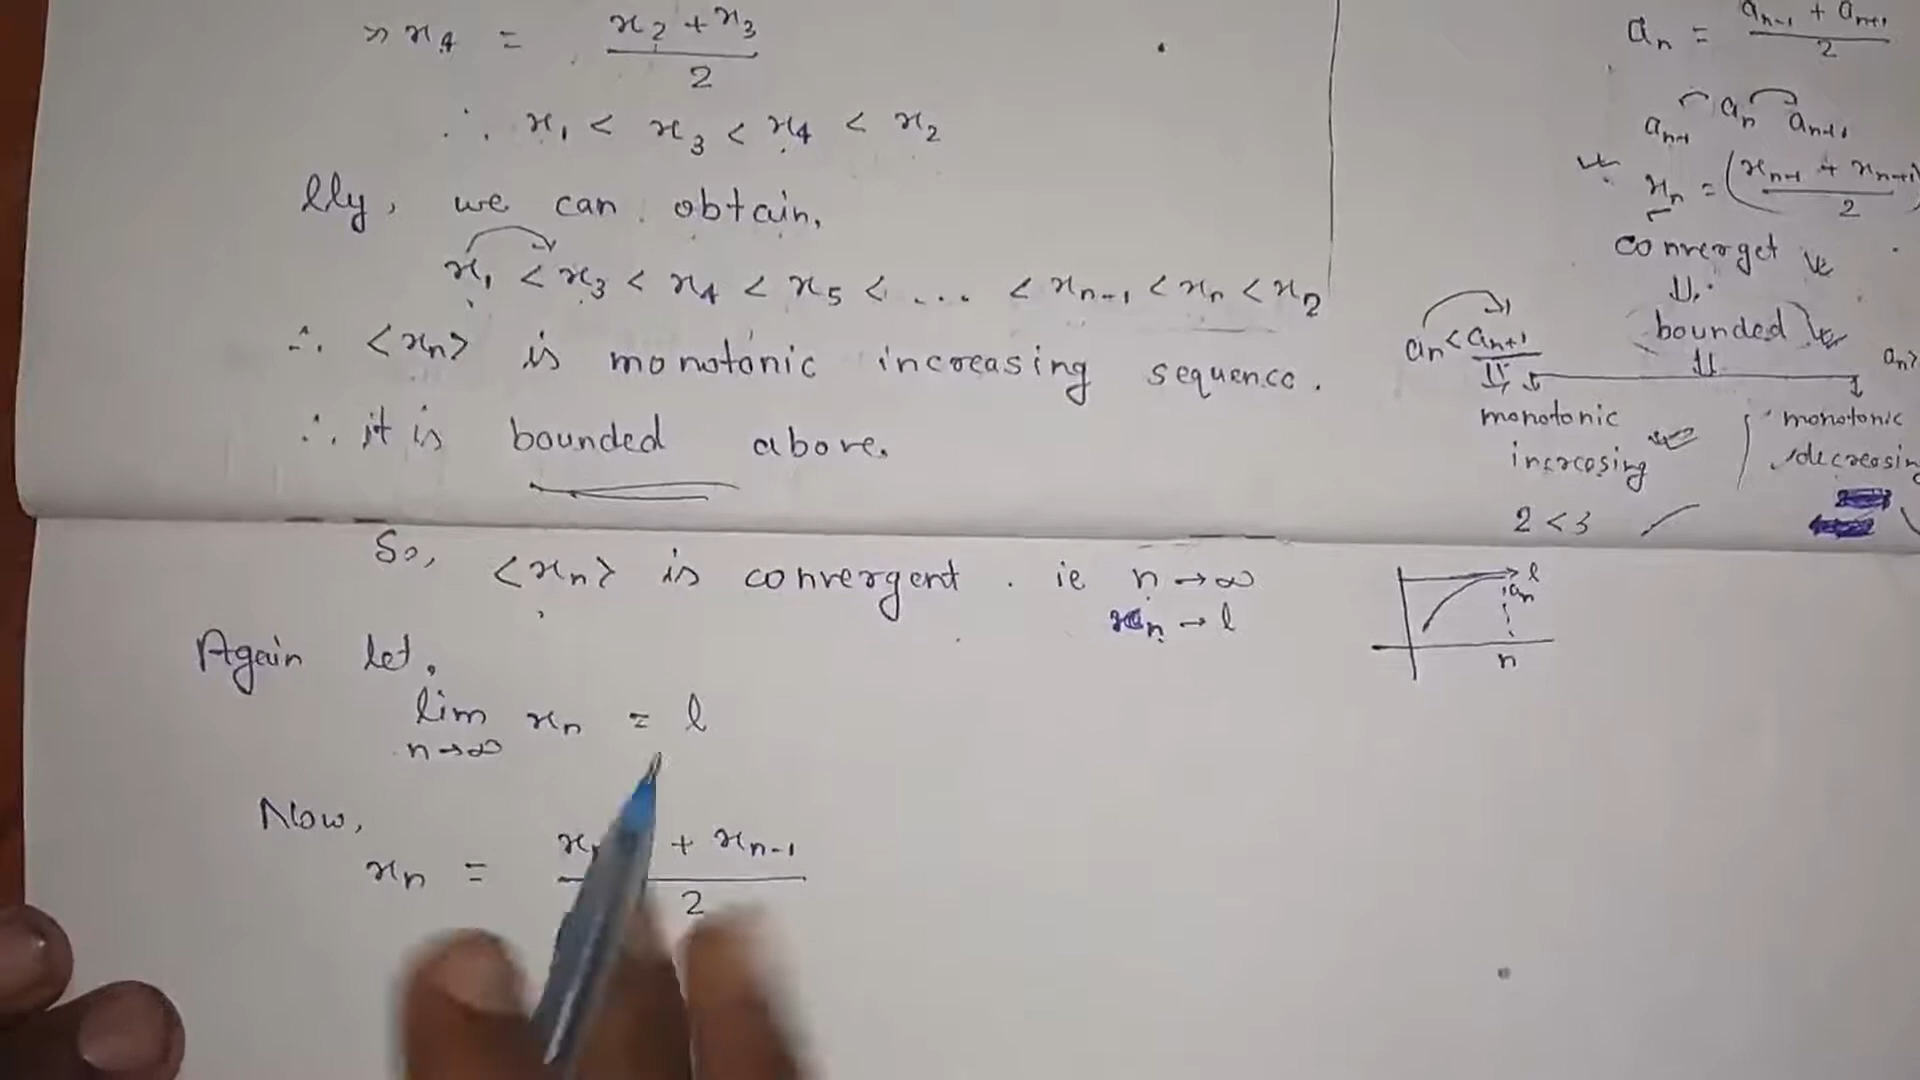 » x₄ = (x₂ + x₃)/2
∴ x₁ < x₃ < x₄ < x₂
lly, we can obtain,
x₁ < x₃ < x₄ < x₅ < ... < xₙ₋₁ < xₙ < x₂
∴ <xₙ> is monotonic increasing sequence.
∴ it is bounded above.
So, <xₙ> is convergent. ie n → ∞
xₙ → l
Again let,
lim xₙ = l
n→∞
Now,
xₙ = + xₙ₋₁ / 2
aₙ = (aₙ₋₁ + aₙ₊₁)/2
aₙ aₙ₊₁
xₙ = (xₙ₋₁ + xₙ₊₁)/2
converget
⇓
bounded
⇓
aₙ < aₙ₊₁
⇓
aₙ>
monotonic increasing
monotonic decreasing
2 < 3
l
aₙ
n